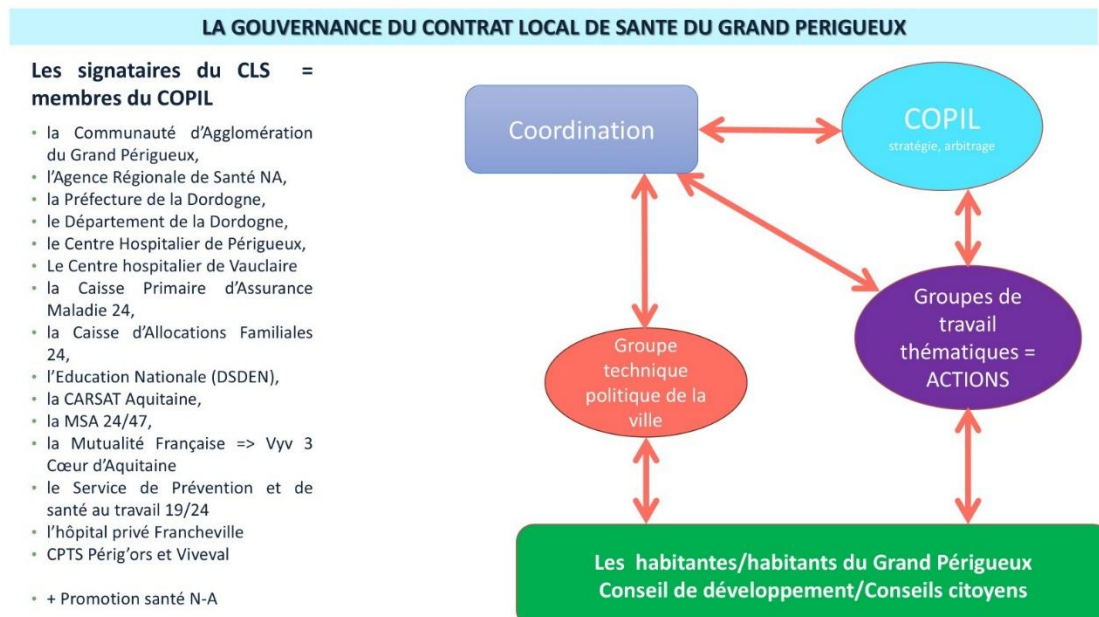 LA GOUVERNANCE DU CONTRAT LOCAL DE SANTE DU GRAND PERIGUEUX
Les signataires du CLS =
membres du COPIL
• la Communauté d’Agglomération
du Grand Périgueux,
• l’Agence Régionale de Santé NA,
• la Préfecture de la Dordogne,
• le Département de la Dordogne,
• le Centre Hospitalier de Périgueux,
• Le Centre hospitalier de Vauclaire
• la Caisse Primaire d’Assurance
Maladie 24,
• la Caisse d’Allocations Familiales
24,
• l’Education Nationale (DSDEN),
• la CARSAT Aquitaine,
• la MSA 24/47,
• la Mutualité Française => Vyv 3
Cœur d’Aquitaine
• le Service de Prévention et de
santé au travail 19/24
• l’hôpital privé Francheville
• CPTS Périg’ors et Viveval
• + Promotion santé N-A
Coordination
COPIL
stratégie, arbitrage
Groupe
technique
politique de la
ville
Groupes de
travail
thématiques =
ACTIONS
Les habitantes/habitants du Grand Périgueux
Conseil de développement/Conseils citoyens